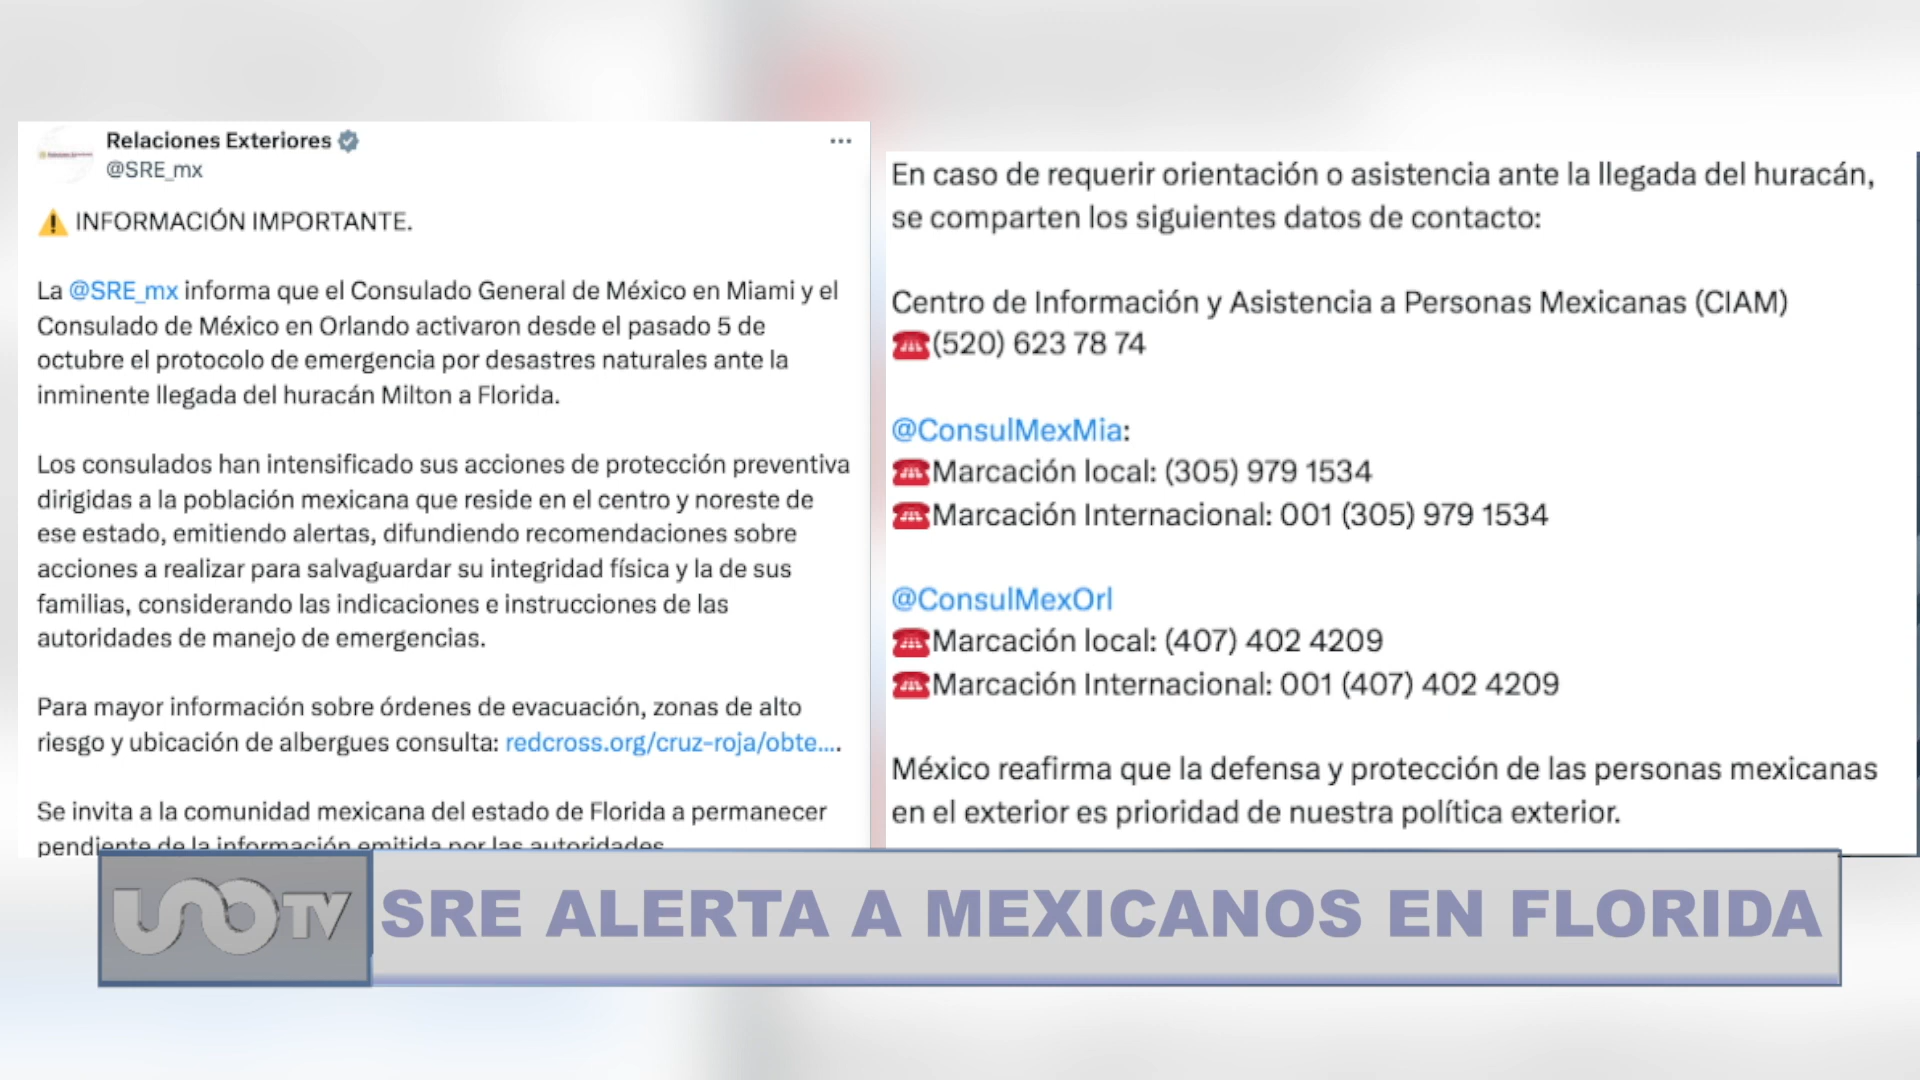 Relaciones Exteriores
@SRE_mx
⚠️ INFORMACIÓN IMPORTANTE.
La @SRE_mx informa que el Consulado General de México en Miami y el
Consulado de México en Orlando activaron desde el pasado 5 de
octubre el protocolo de emergencia por desastres naturales ante la
inminente llegada del huracán Milton a Florida.
Los consulados han intensificado sus acciones de protección preventiva
dirigidas a la población mexicana que reside en el centro y noreste de
ese estado, emitiendo alertas, difundiendo recomendaciones sobre
acciones a realizar para salvaguardar su integridad física y la de sus
familias, considerando las indicaciones e instrucciones de las
autoridades de manejo de emergencias.
Para mayor información sobre órdenes de evacuación, zonas de alto
riesgo y ubicación de albergues consulta: redcross.org/cruz-roja/obte....
Se invita a la comunidad mexicana del estado de Florida a permanecer
pendiente de la información emitida por las autoridades
En caso de requerir orientación o asistencia ante la llegada del huracán,
se comparten los siguientes datos de contacto:
Centro de Información y Asistencia a Personas Mexicanas (CIAM)
☎️(520) 623 78 74
@ConsulMexMia:
☎️Marcación local: (305) 979 1534
☎️Marcación Internacional: 001 (305) 979 1534
@ConsulMexOrl
☎️Marcación local: (407) 402 4209
☎️Marcación Internacional: 001 (407) 402 4209
México reafirma que la defensa y protección de las personas mexicanas
en el exterior es prioridad de nuestra política exterior.
UNO TV
SRE ALERTA A MEXICANOS EN FLORIDA